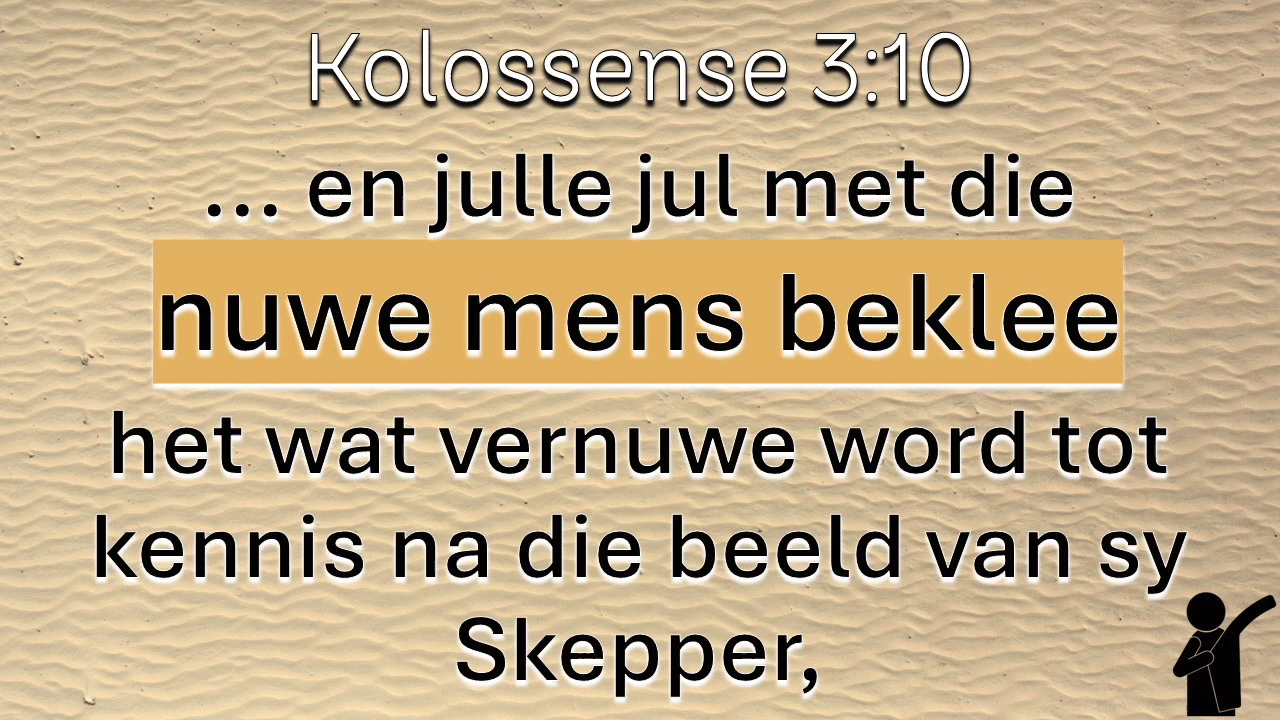 Kolossense 3:10
... en julle jul met die
nuwe mens beklee
het wat vernuwe word tot
kennis na die beeld van sy
Skepper,